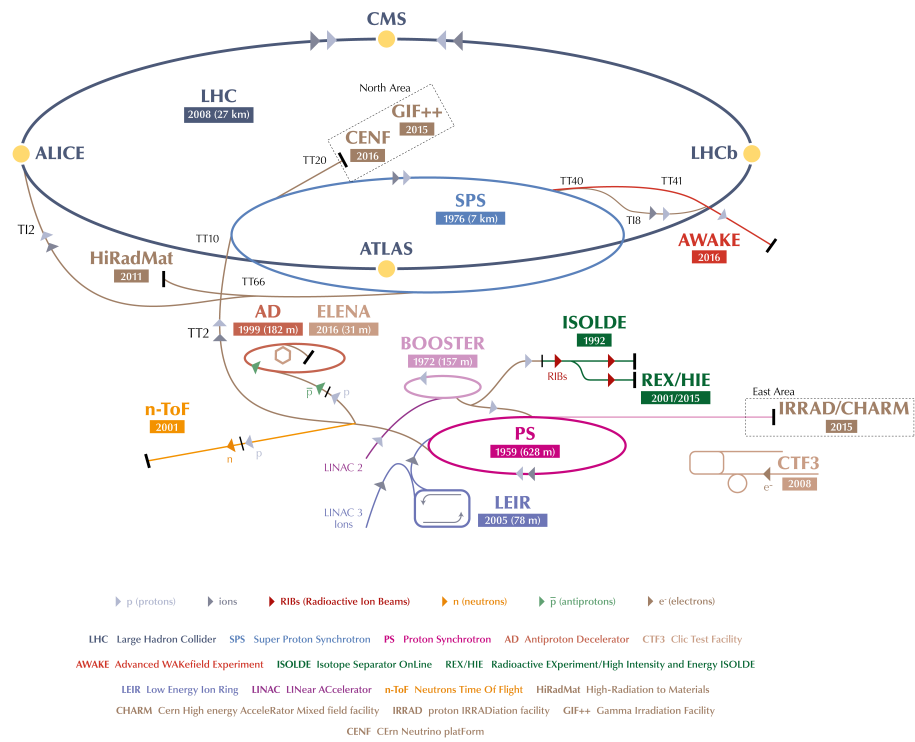 CMS
LHC
2008 (27 km)
North Area
GIF++
2015
CENF
2016
TT20
ALICE
LHCb
TT40
TT41
SPS
1976 (7 km)
TI8
TI2
TT10
ATLAS
AWAKE
2016
HiRadMat
2011
TT66
TT2
AD
1999 (182 m)
ELENA
2016 (31 m)
BOOSTER
1972 (157 m)
ISOLDE
1992
RIBs
REX/HIE
2001/2015
East Area
p̅
p
n-ToF
2001
IRRAD/CHARM
2015
PS
1959 (628 m)
n
p
LINAC 2
CTF3
2008
e-
LEIR
2005 (78 m)
LINAC 3
Ions
p (protons) ions RIBs (Radioactive Ion Beams) n (neutrons) p̅ (antiprotons) e- (electrons)
LHC Large Hadron Collider SPS Super Proton Synchrotron PS Proton Synchrotron AD Antiproton Decelerator CTF3 Clic Test Facility
AWAKE Advanced WAKefield Experiment ISOLDE Isotope Separator OnLine REX/HIE Radioactive EXperiment/High Intensity and Energy ISOLDE
LEIR Low Energy Ion Ring LINAC LINear ACcelerator n-ToF Neutrons Time Of Flight HiRadMat High-Radiation to Materials
CHARM Cern High energy AcceleRator Mixed field facility IRRAD proton IRRADiation facility GIF++ Gamma Irradiation Facility
CENF CErn Neutrino platForm